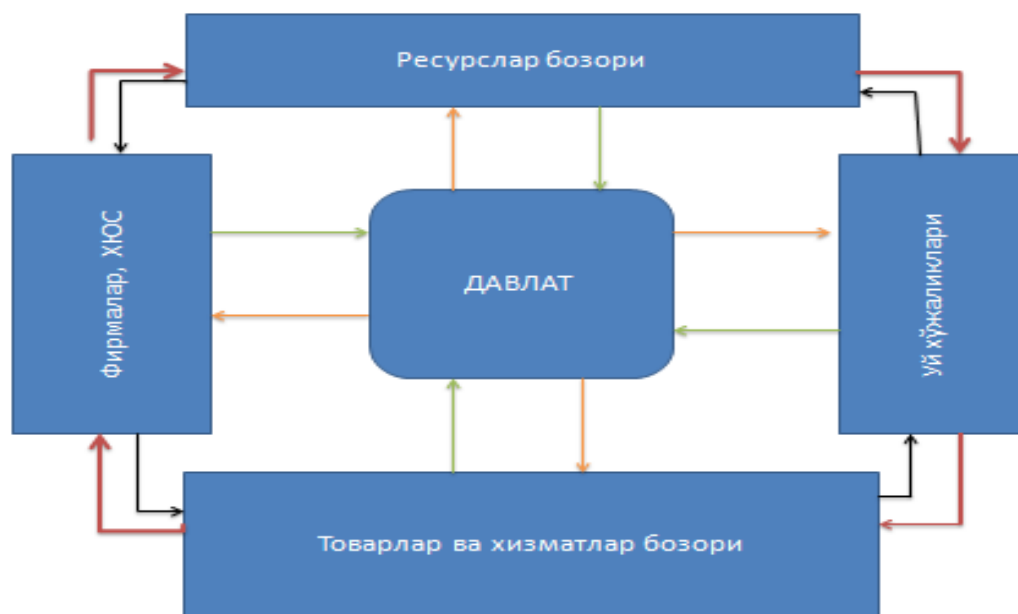 Ресурслар бозори
Фирмалар, ХЮС
ДАВЛАТ
Уй хўжаликлари
Товарлар ва хизматлар бозори